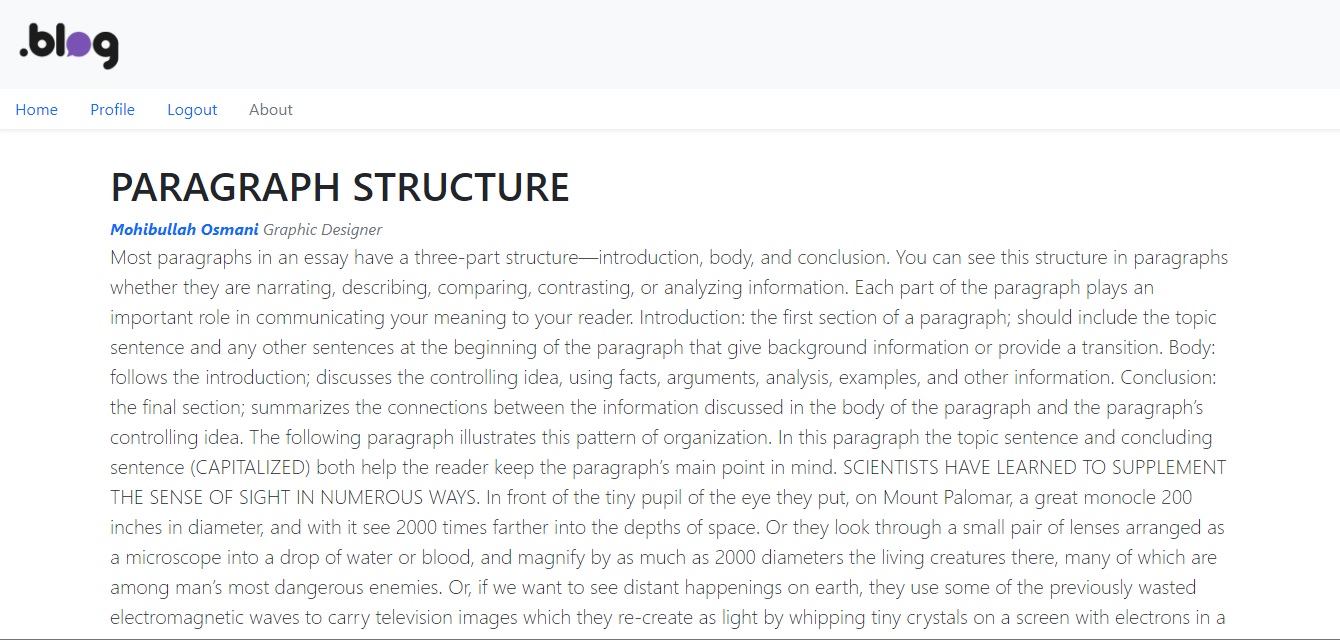 .blog
Home Profile Logout About
PARAGRAPH STRUCTURE
Mohibullah Osmani Graphic Designer
Most paragraphs in an essay have a three-part structure—introduction, body, and conclusion. You can see this structure in paragraphs
whether they are narrating, describing, comparing, contrasting, or analyzing information. Each part of the paragraph plays an
important role in communicating your meaning to your reader. Introduction: the first section of a paragraph; should include the topic
sentence and any other sentences at the beginning of the paragraph that give background information or provide a transition. Body:
follows the introduction; discusses the controlling idea, using facts, arguments, analysis, examples, and other information. Conclusion:
the final section; summarizes the connections between the information discussed in the body of the paragraph and the paragraph’s
controlling idea. The following paragraph illustrates this pattern of organization. In this paragraph the topic sentence and concluding
sentence (CAPITALIZED) both help the reader keep the paragraph’s main point in mind. SCIENTISTS HAVE LEARNED TO SUPPLEMENT
THE SENSE OF SIGHT IN NUMEROUS WAYS. In front of the tiny pupil of the eye they put, on Mount Palomar, a great monocle 200
inches in diameter, and with it see 2000 times farther into the depths of space. Or they look through a small pair of lenses arranged as
a microscope into a drop of water or blood, and magnify by as much as 2000 diameters the living creatures there, many of which are
among man’s most dangerous enemies. Or, if we want to see distant happenings on earth, they use some of the previously wasted
electromagnetic waves to carry television images which they re-create as light by whipping tiny crystals on a screen with electrons in a